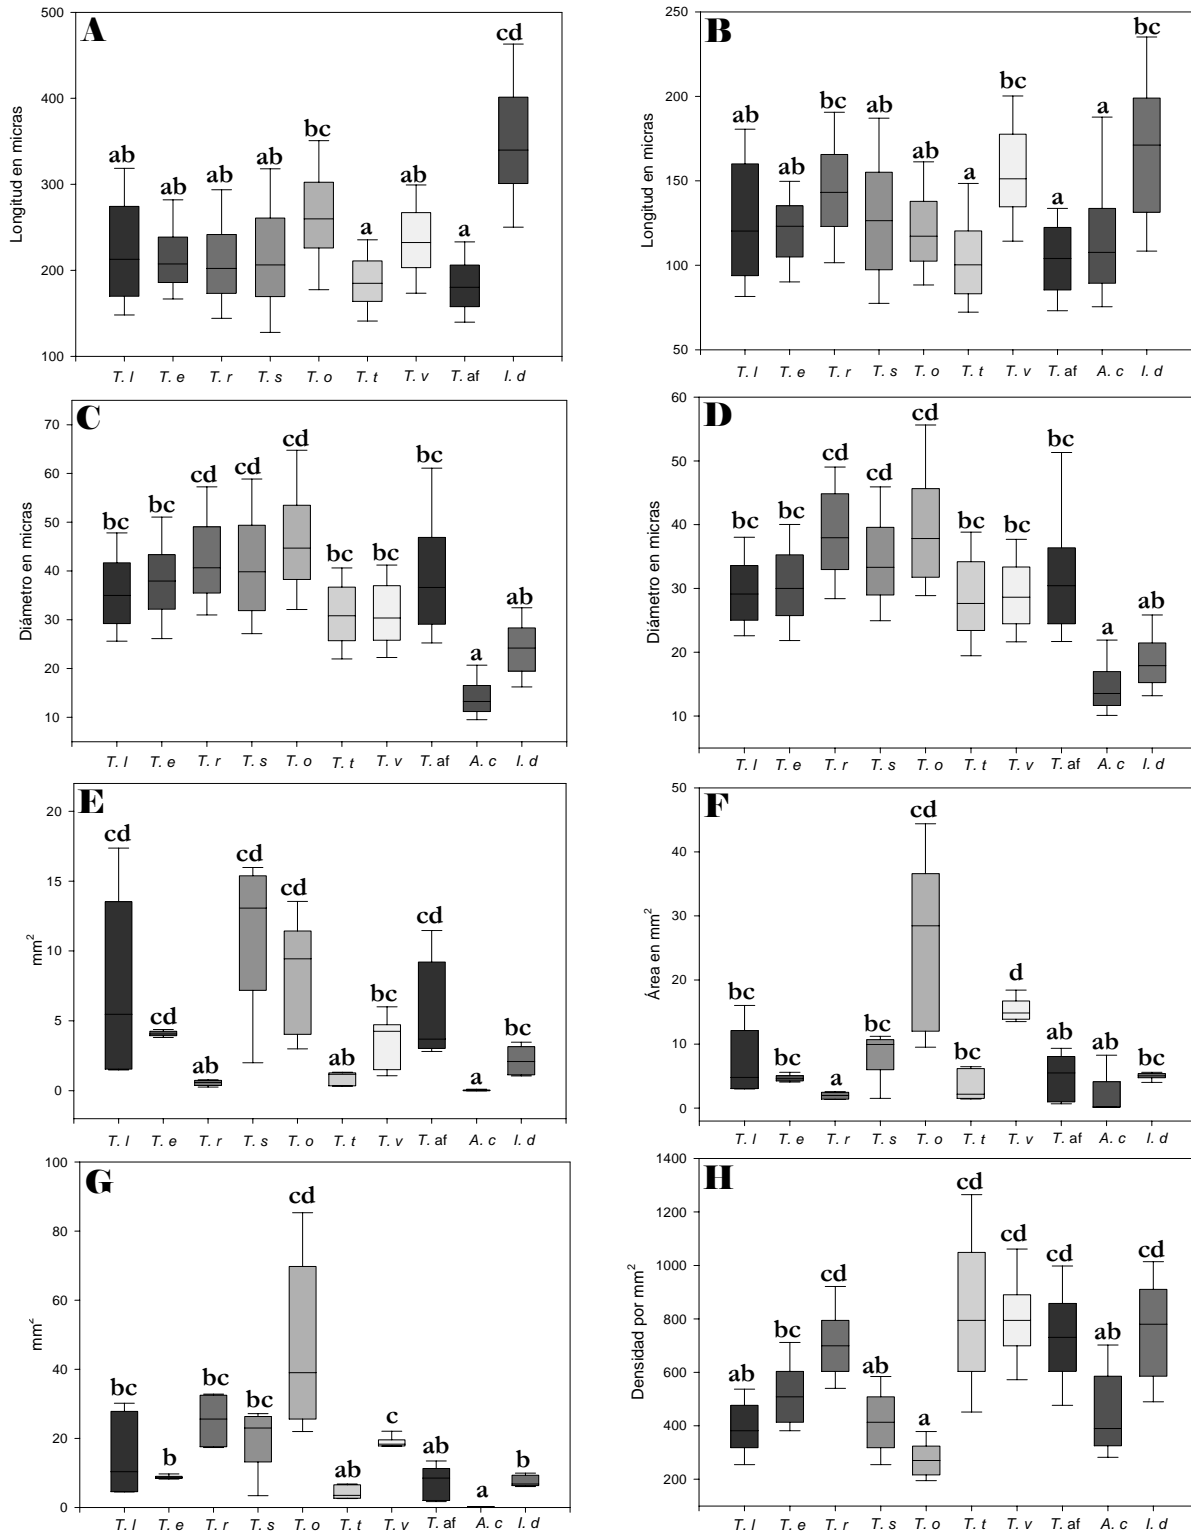 A
Longitud en micras
500
400
300
200
100
ab ab ab ab bc a ab a cd
T. l T. e T. r T. s T. o T. t T. v T. af I. d
B
Longitud en micras
250
200
150
100
50
ab ab bc ab ab a bc a a bc
T. l T. e T. r T. s T. o T. t T. v T. af A. c I. d
C
Diámetro en micras
70
60
50
40
30
20
10
bc bc cd cd cd bc bc bc a ab
T. l T. e T. r T. s T. o T. t T. v T. af A. c I. d
D
Diámetro en micras
60
50
40
30
20
10
bc bc cd cd cd bc bc bc a ab
T. l T. e T. r T. s T. o T. t T. v T. af A. c I. d
E
mm²
20
15
10
5
0
cd cd ab cd cd ab bc cd a bc
T. l T. e T. r T. s T. o T. t T. v T. af A. c I. d
F
Área en mm²
50
40
30
20
10
0
bc bc a bc cd bc d ab ab bc
T. l T. e T. r T. s T. o T. t T. v T. af A. c I. d
G
mm²
100
80
60
40
20
0
bc b bc bc cd ab c ab a b
T. l T. e T. r T. s T. o T. t T. v T. af A. c I. d
H
Densidad por mm²
1400
1200
1000
800
600
400
200
ab bc cd ab a cd cd cd ab cd
T. l T. e T. r T. s T. o T. t T. v T. af A. c I. d